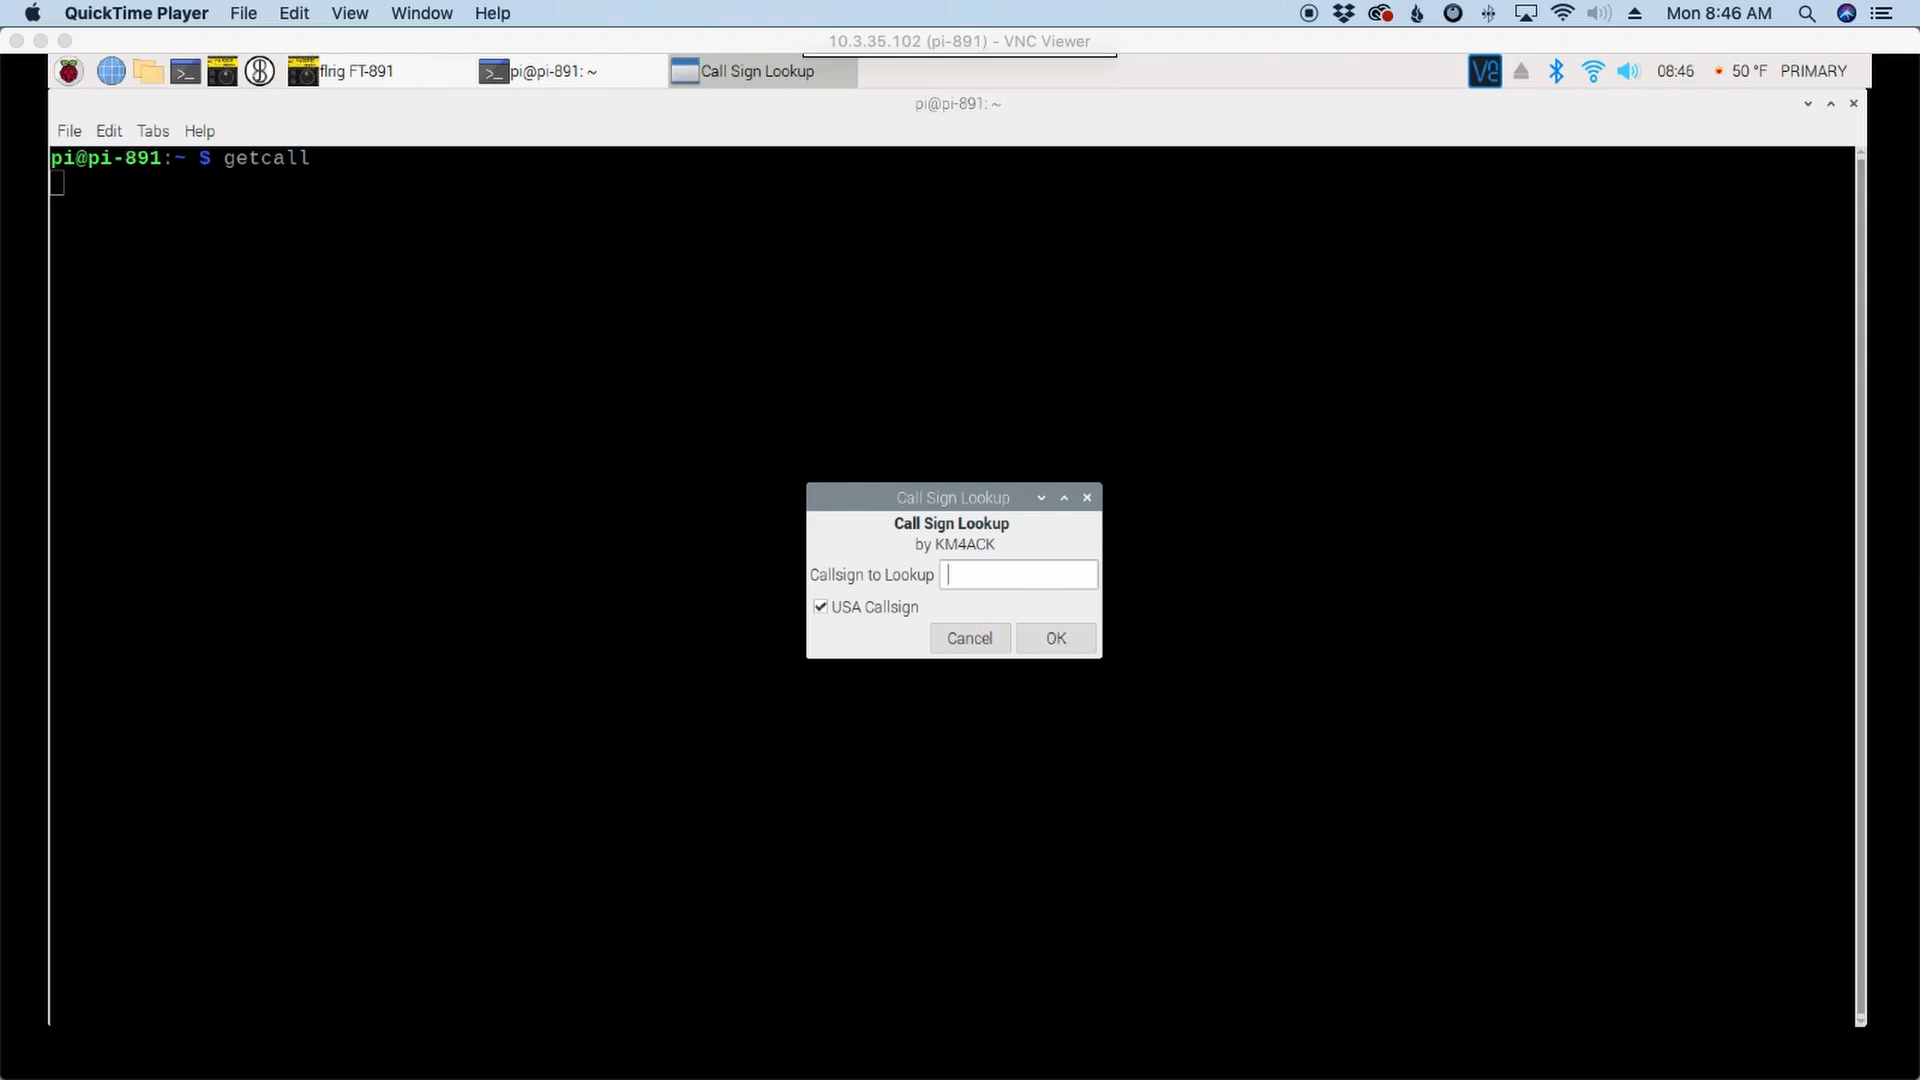 QuickTime Player File Edit View Window Help Mon 8:46 AM
10.3.35.102 (pi-891) - VNC Viewer
flrig FT-891 pi@pi-891: ~ Call Sign Lookup 08:46 50 °F PRIMARY
pi@pi-891: ~
File Edit Tabs Help
pi@pi-891:~ $ getcall
Call Sign Lookup
Call Sign Lookup
by KM4ACK
Callsign to Lookup
USA Callsign
Cancel OK